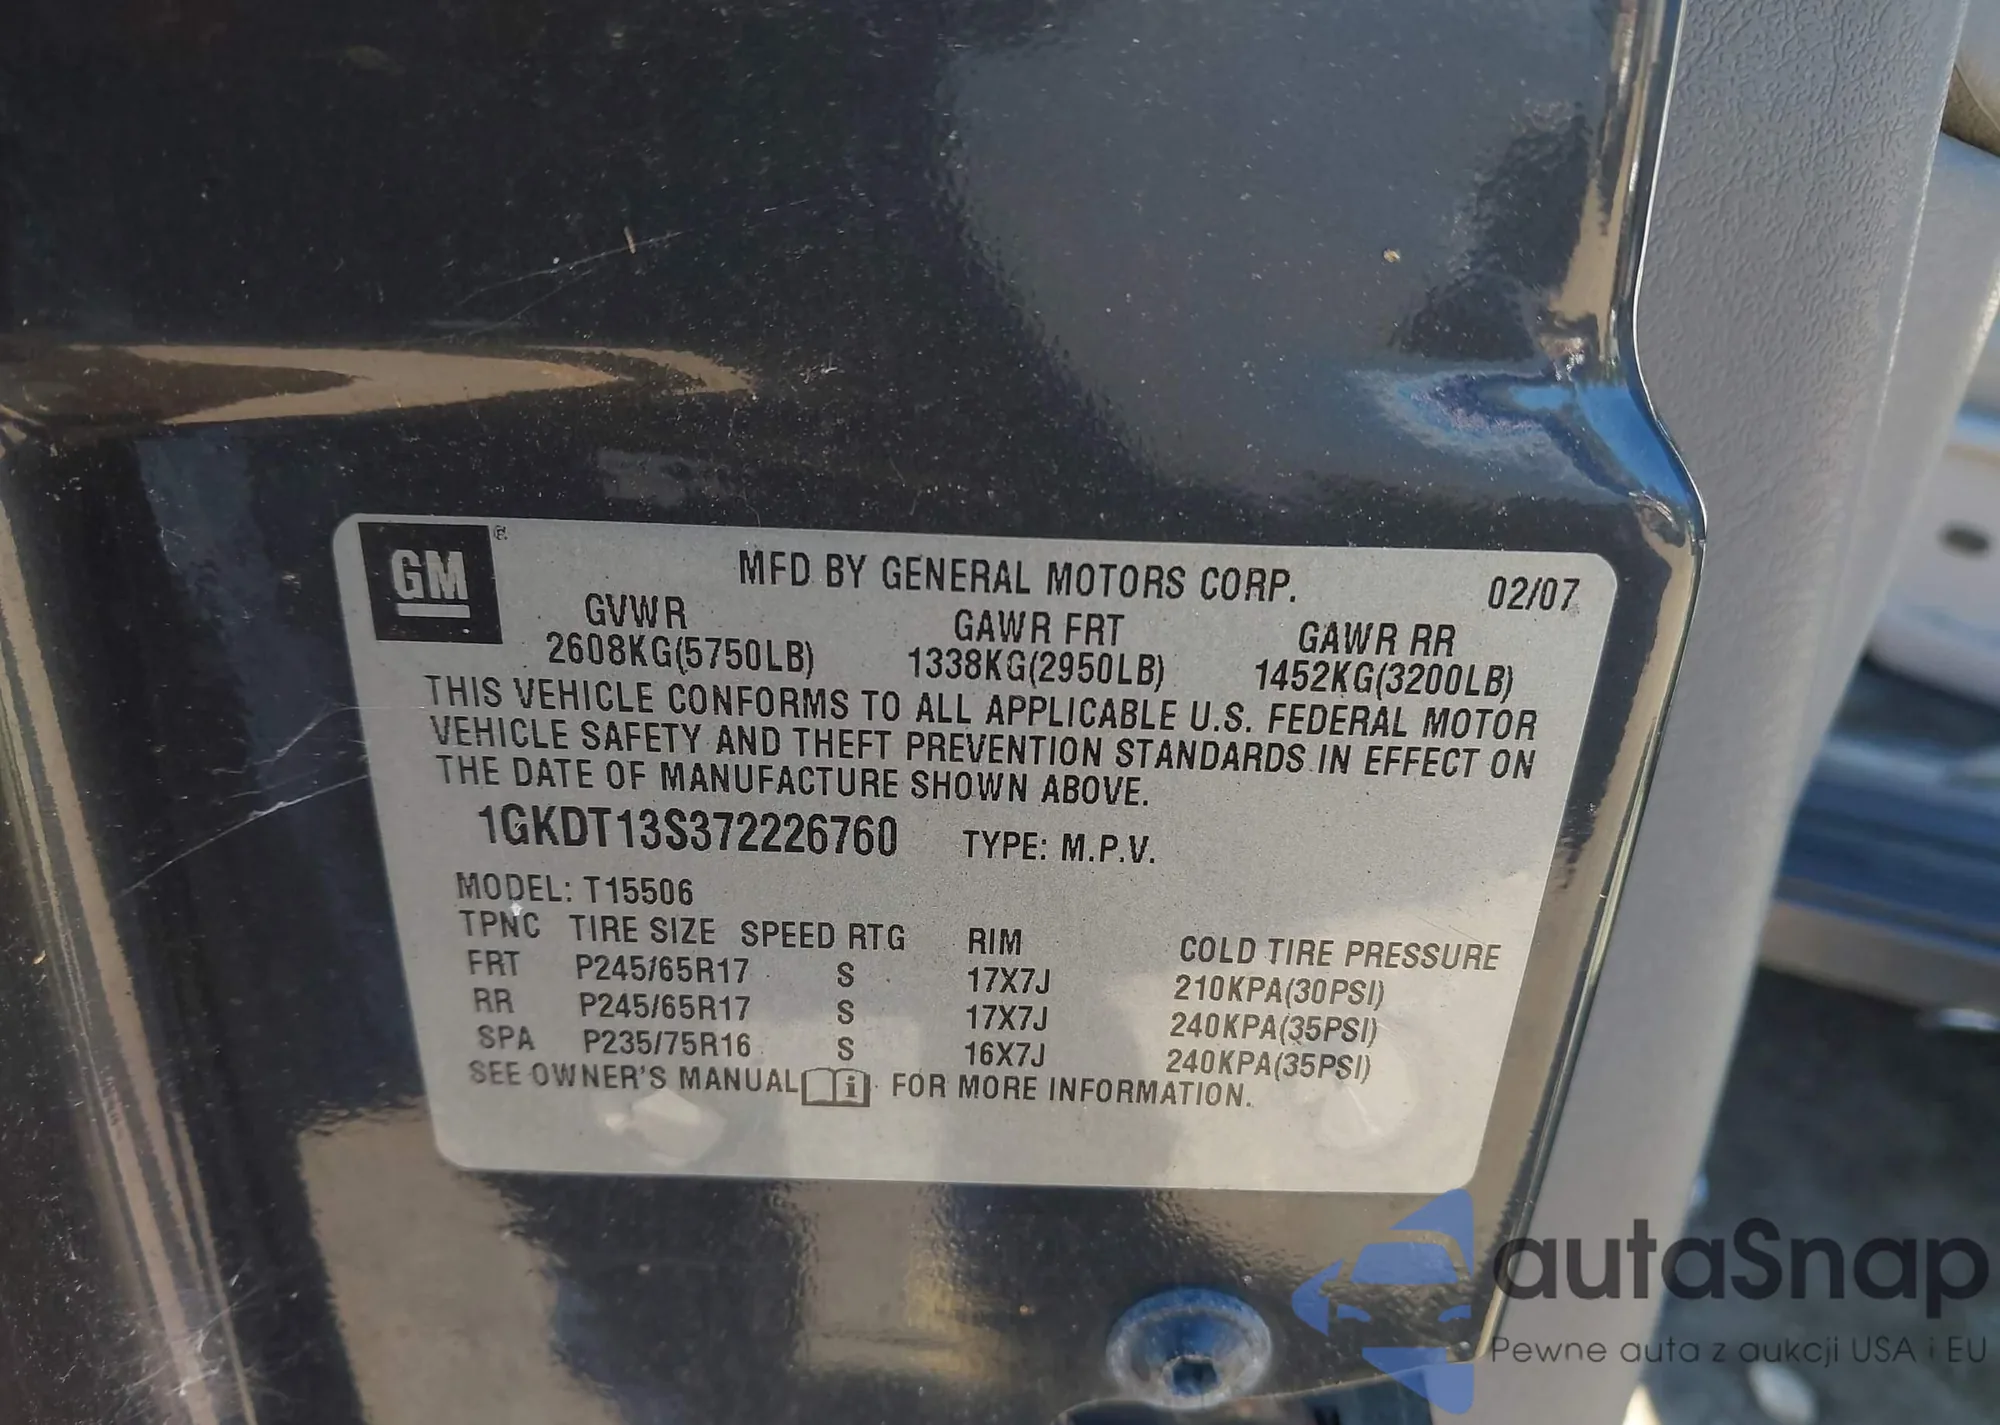 GM
MFD BY GENERAL MOTORS CORP. 02/07
GVWR GAWR FRT GAWR RR
2608KG(5750LB) 1338KG(2950LB) 1452KG(3200LB)
THIS VEHICLE CONFORMS TO ALL APPLICABLE U.S. FEDERAL MOTOR
VEHICLE SAFETY AND THEFT PREVENTION STANDARDS IN EFFECT ON
THE DATE OF MANUFACTURE SHOWN ABOVE.
1GKDT13S372226760 TYPE: M.P.V.
MODEL: T15506
TPNC TIRE SIZE SPEED RTG RIM COLD TIRE PRESSURE
FRT P245/65R17 S 17X7J 210KPA(30PSI)
RR P245/65R17 S 17X7J 240KPA(35PSI)
SPA P235/75R16 S 16X7J 240KPA(35PSI)
SEE OWNER'S MANUAL i FOR MORE INFORMATION.
autaSnap
Pewne auta z aukcji USA i EU